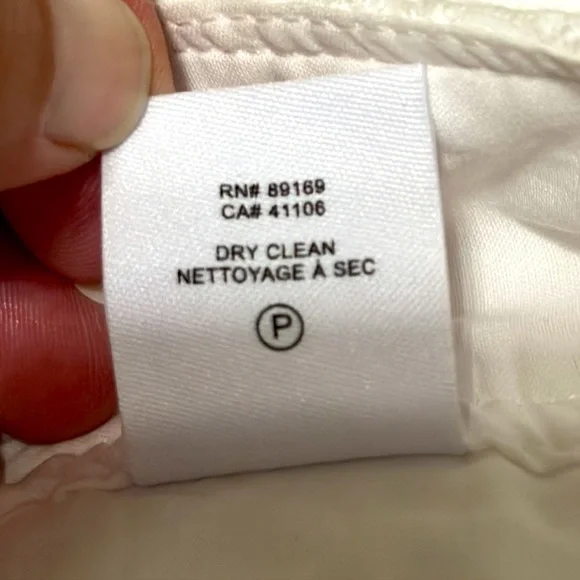 RN# 89169
CA# 41106
DRY CLEAN
NETTOYAGE À SEC
P